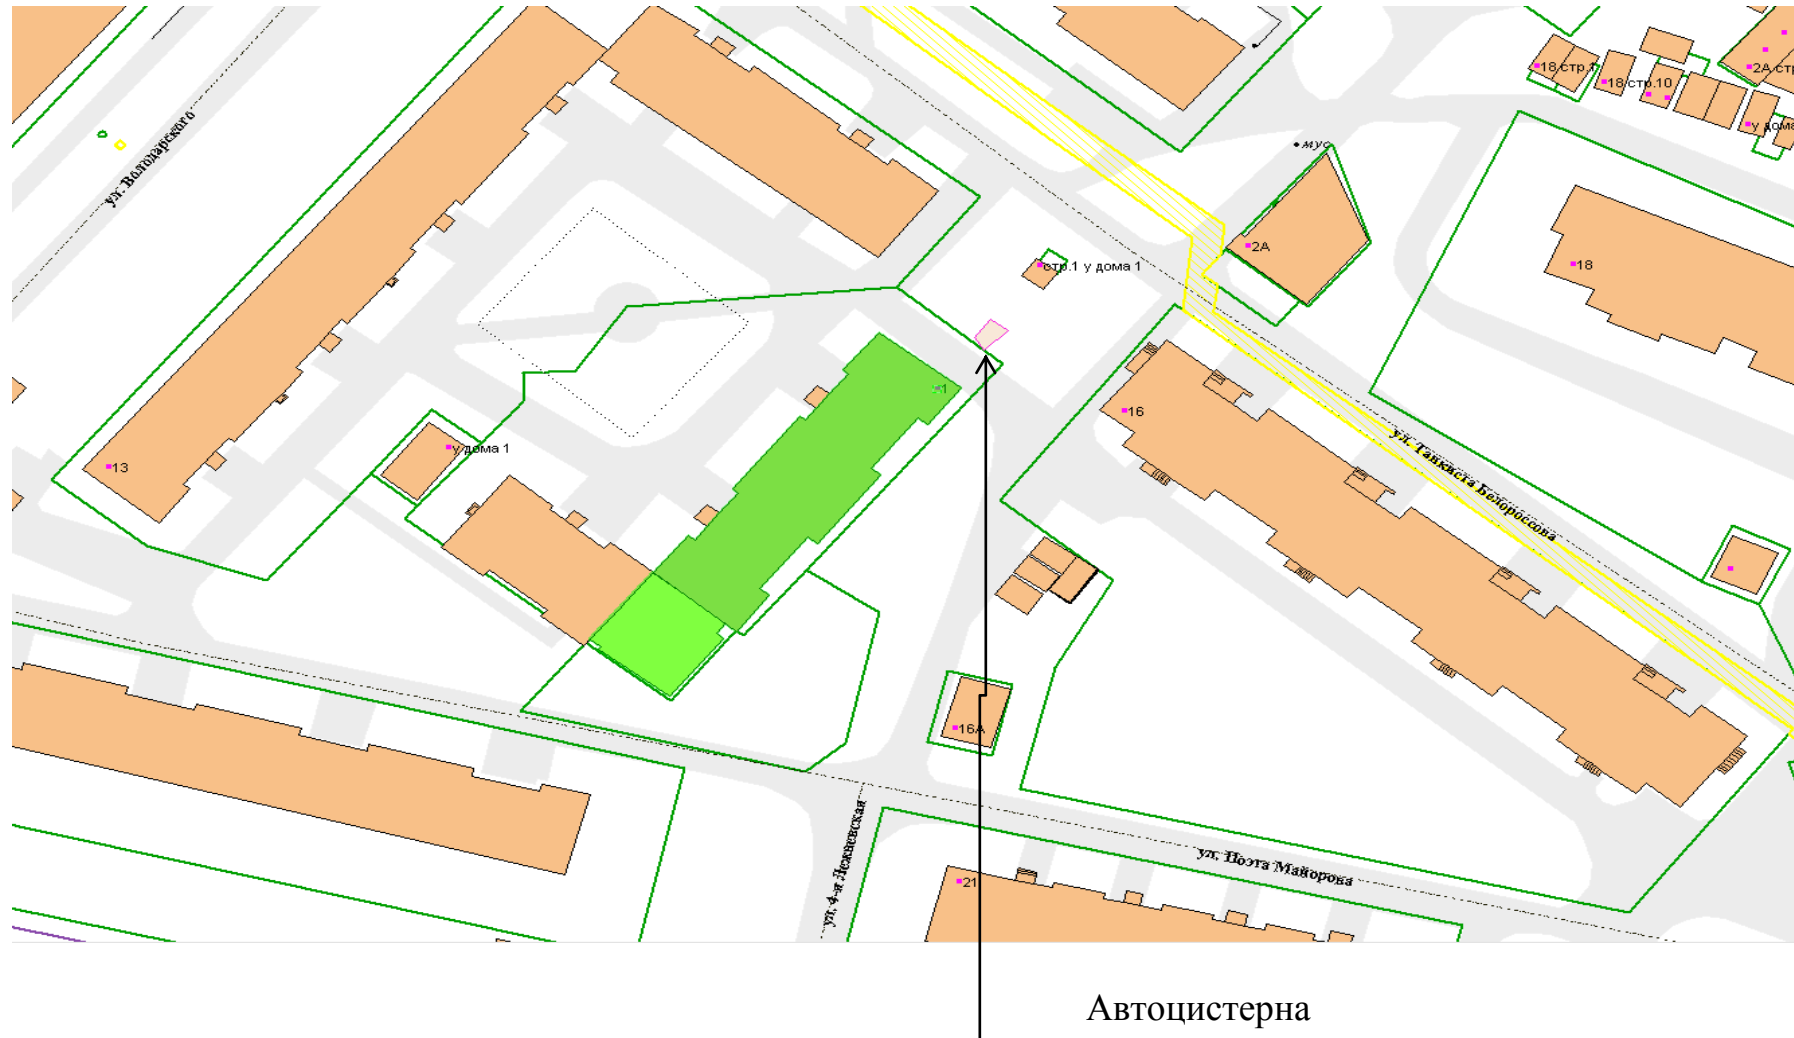 18 стр.1
18 стр.10
2А стр
у дома
ул. Володарского
мус
2А
стр.1 у дома 1
18
1
16
у дома 1
13
ул. Танкиста Белороссова
16А
ул. 4-я Лежневская
ул. Поэта Майорова
21
Автоцистерна